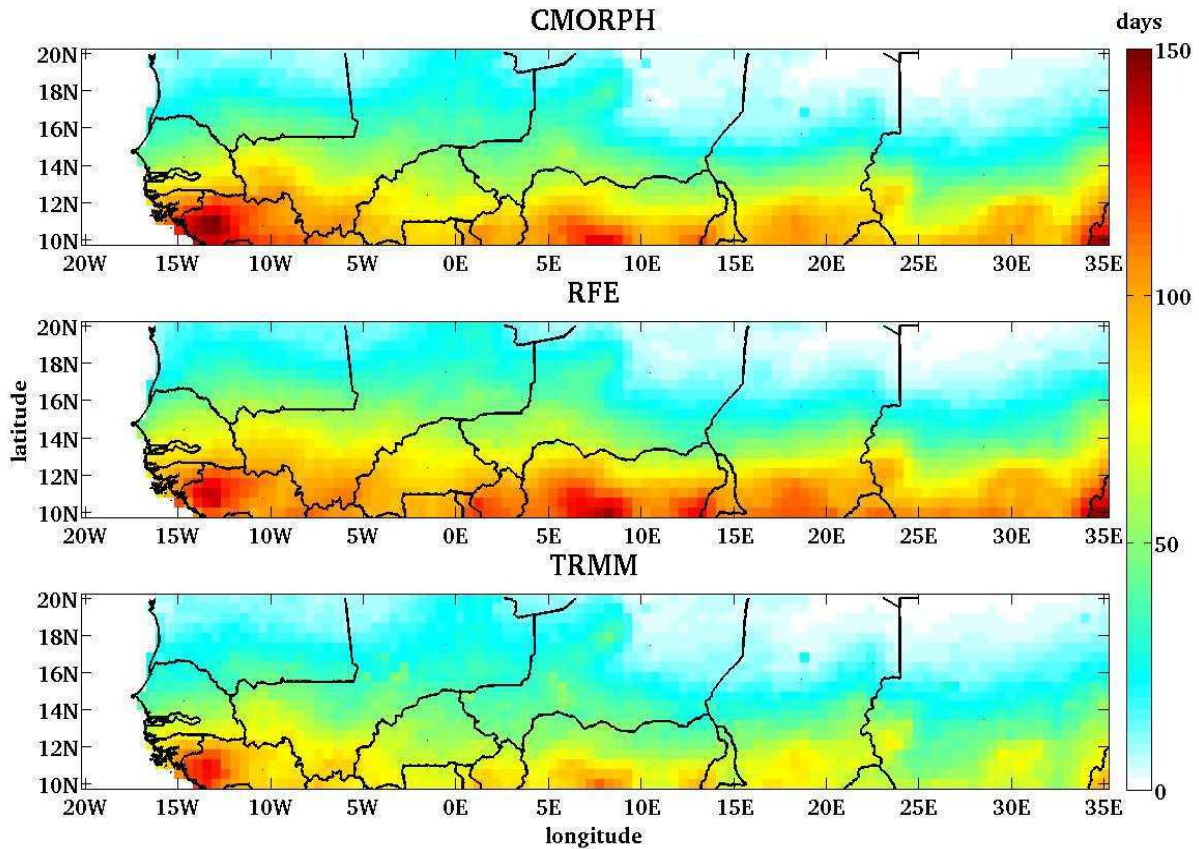 CMORPH
days
20N
18N
16N
14N
12N
10N
20W 15W 10W 5W 0E 5E 10E 15E 20E 25E 30E 35E
150
100
50
0
RFE
latitude
20N
18N
16N
14N
12N
10N
20W 15W 10W 5W 0E 5E 10E 15E 20E 25E 30E 35E
TRMM
20N
18N
16N
14N
12N
10N
20W 15W 10W 5W 0E 5E 10E 15E 20E 25E 30E 35E
longitude